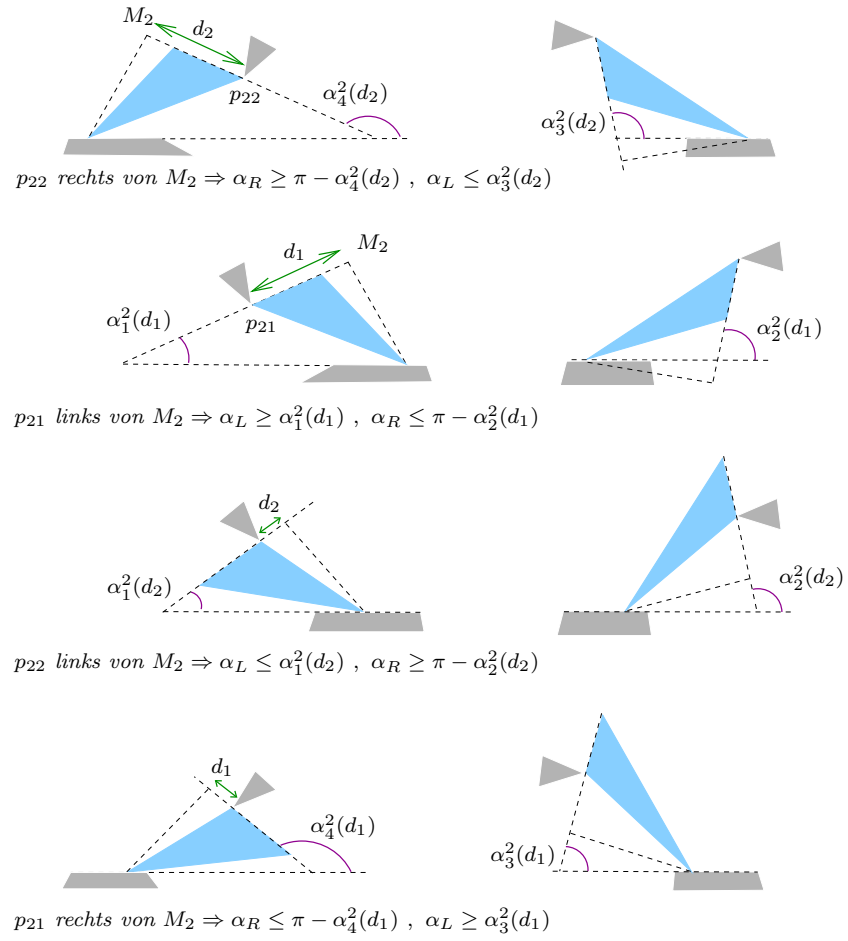 M₂
d₂
p₂₂
α₄²(d₂)
α₃²(d₂)
p₂₂ rechts von M₂ ⇒ α_R ≥ π − α₄²(d₂) , α_L ≤ α₃²(d₂)
d₁
M₂
α₁²(d₁)
p₂₁
α₂²(d₁)
p₂₁ links von M₂ ⇒ α_L ≥ α₁²(d₁) , α_R ≤ π − α₂²(d₁)
d₂
α₁²(d₂)
α₂²(d₂)
p₂₂ links von M₂ ⇒ α_L ≤ α₁²(d₂) , α_R ≥ π − α₂²(d₂)
d₁
α₄²(d₁)
α₃²(d₁)
p₂₁ rechts von M₂ ⇒ α_R ≤ π − α₄²(d₁) , α_L ≥ α₃²(d₁)